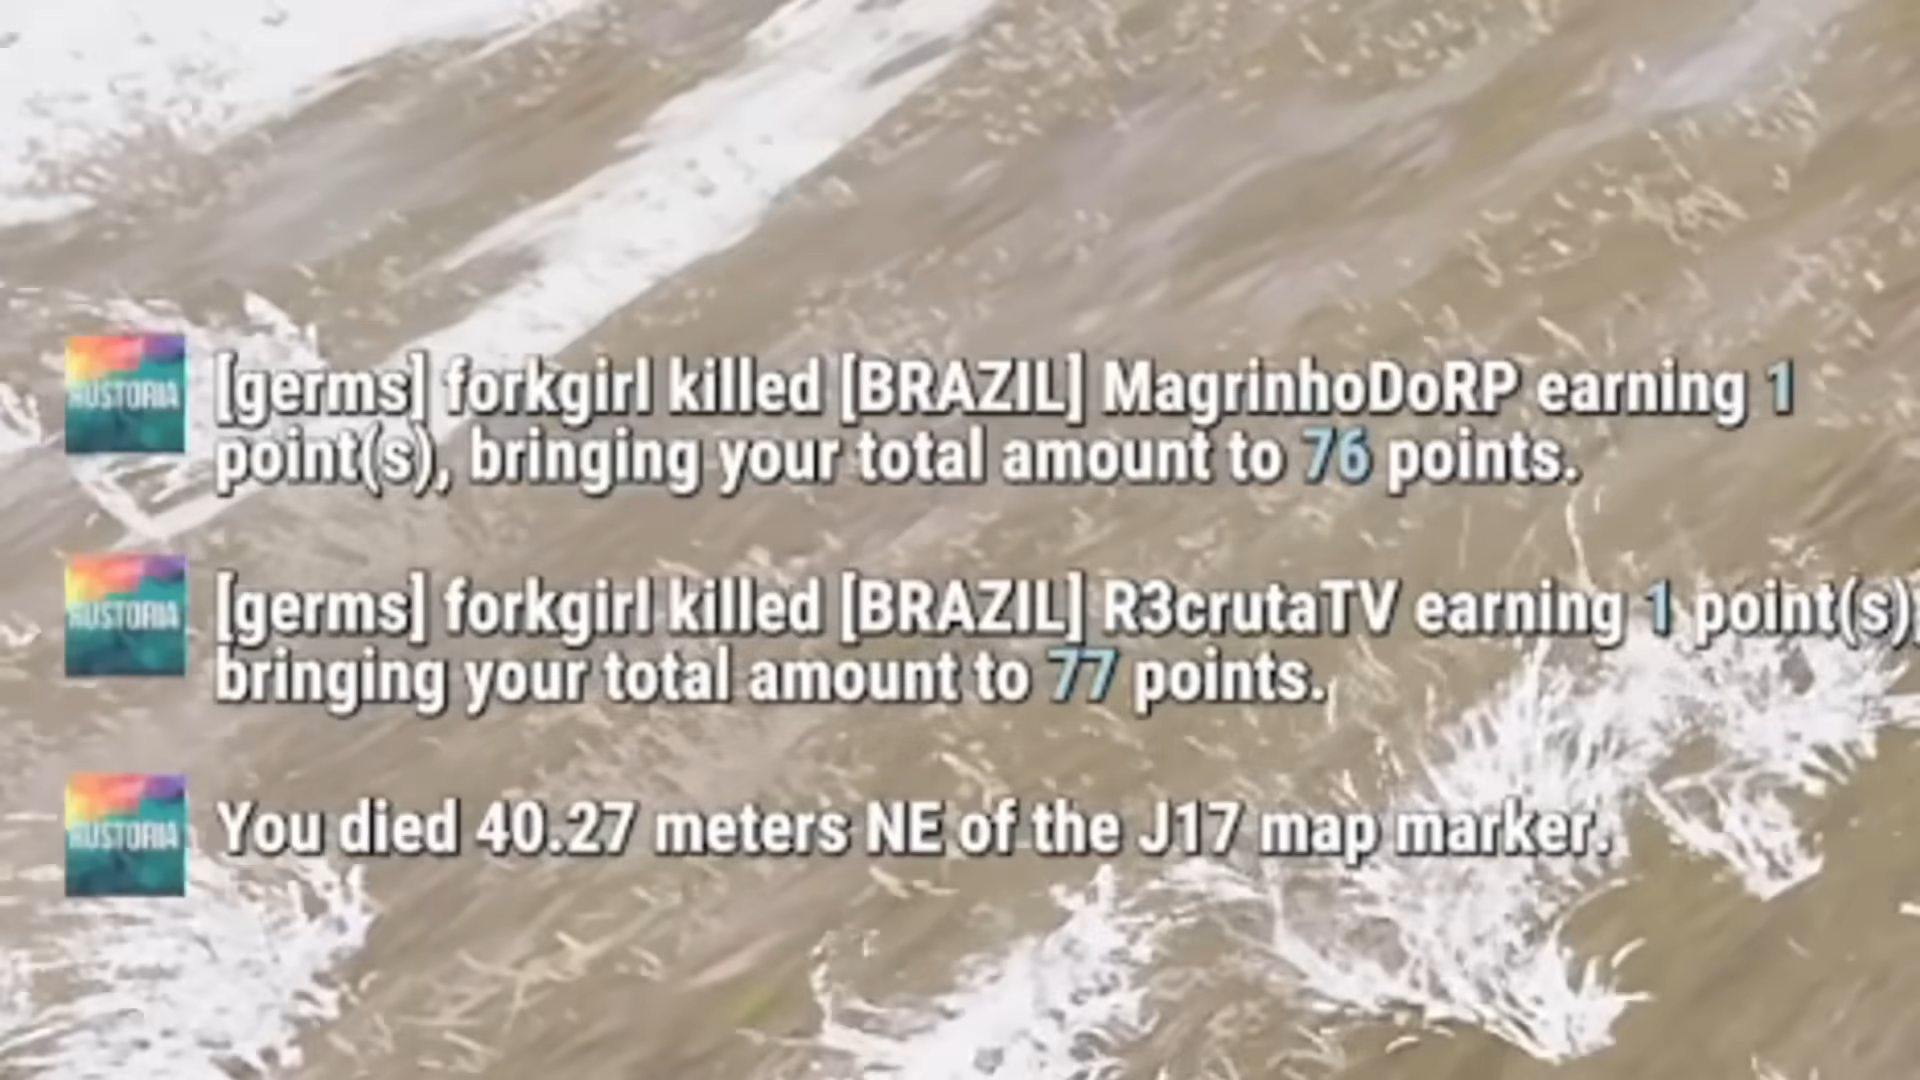 RUSTORIA
[germs] forkgirl killed [BRAZIL] MagrinhoDoRP earning 1
point(s), bringing your total amount to 76 points.
RUSTORIA
[germs] forkgirl killed [BRAZIL] R3crutaTV earning 1 point(s),
bringing your total amount to 77 points.
RUSTORIA
You died 40.27 meters NE of the J17 map marker.